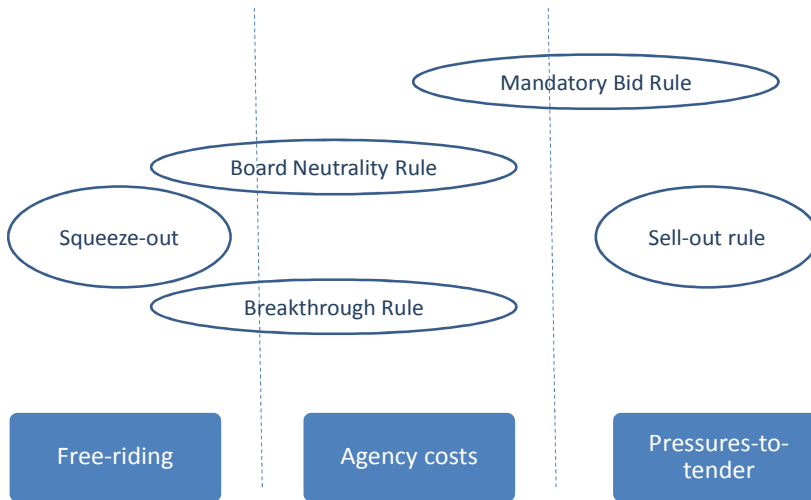 Mandatory Bid Rule
Board Neutrality Rule
Squeeze-out
Sell-out rule
Breakthrough Rule
Free-riding
Agency costs
Pressures-to-
tender